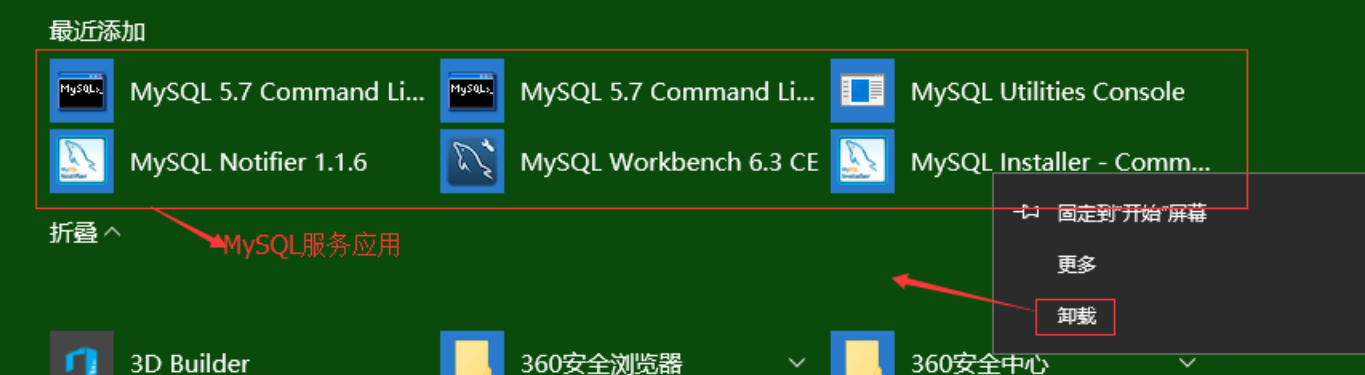 最近添加
MySQL 5.7 Command Li... MySQL 5.7 Command Li... MySQL Utilities Console
MySQL Notifier 1.1.6 MySQL Workbench 6.3 CE MySQL Installer - Comm...
固定到"开始"屏幕
折叠
MySQL服务应用
更多
卸载
3D Builder 360安全浏览器 360安全中心